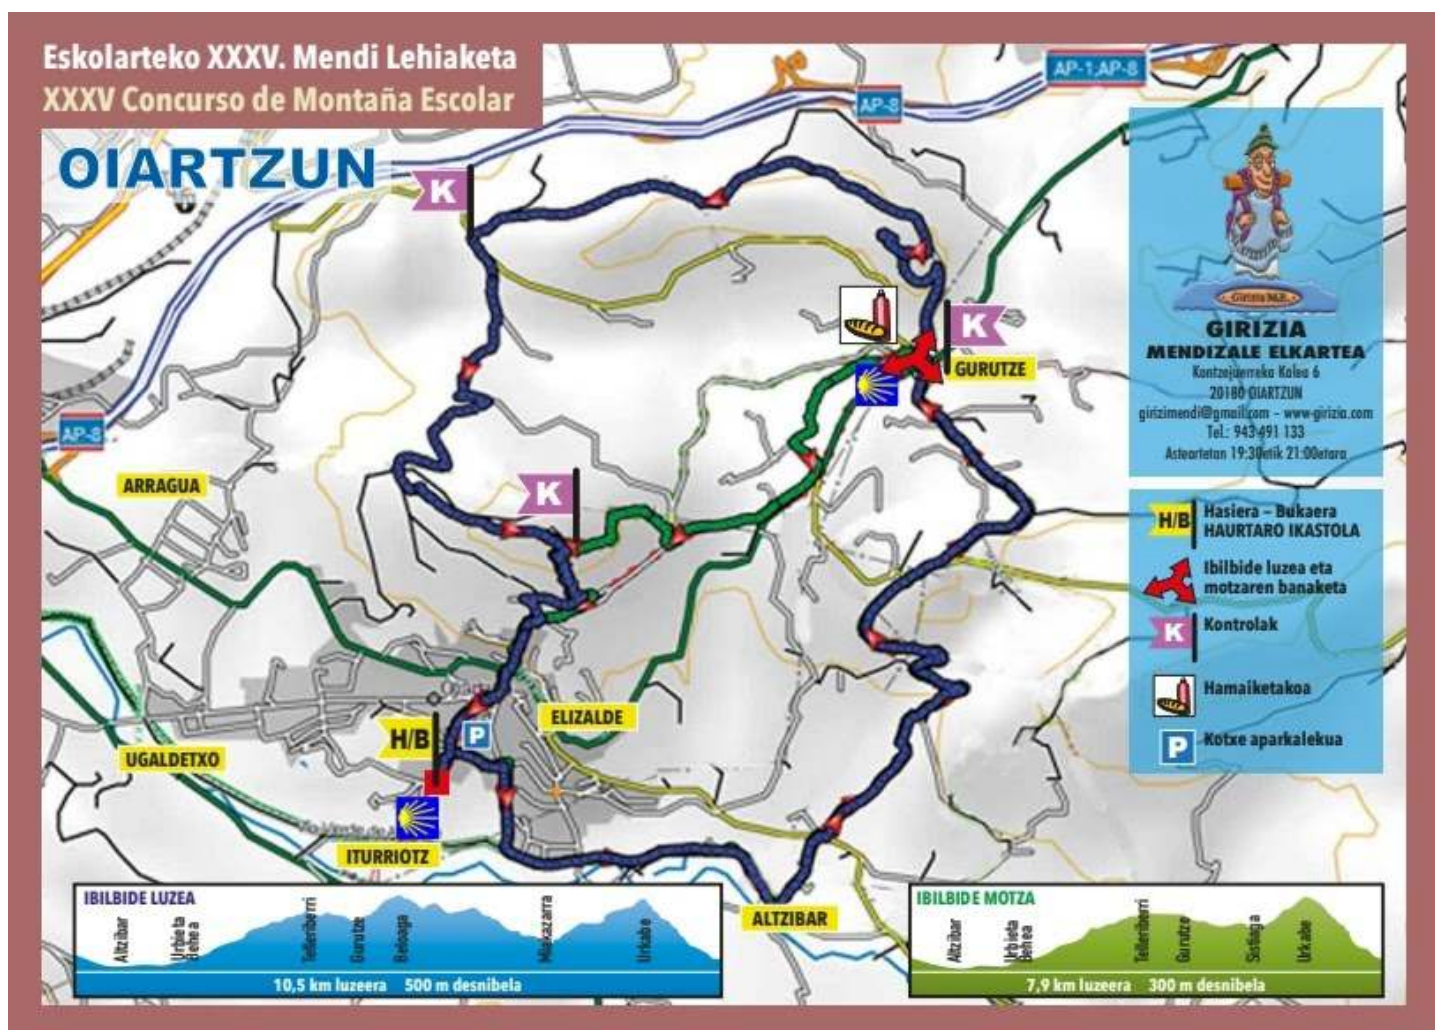 Eskolarteko XXXV. Mendi Lehiaketa
XXXV Concurso de Montaña Escolar
OIARTZUN
AP-1,AP-8
AP-8
K
K
GURUTZE
AP-8
ARRAGUA
K
ELIZALDE
P
H/B
UGALDETXO
ITURRIOTZ
ALTZIBAR
Girizia M.E.
GIRIZIA
MENDIZALE ELKARTEA
Kontzejuerreka Kalea 6
20180 OIARTZUN
girizimendi@gmail.com – www-girizia.com
Tel.: 943 491 133
Asteartetan 19:30etik 21:00etara
H/B Hasiera – Bukaera
HAURTARO IKASTOLA
Ibilbide luzea eta
motzaren banaketa
K Kontrolak
Hamaiketakoa
P Kotxe aparkalekua
IBILBIDE LUZEA
Altzibar
Urbieta
Behea
Telleriberri
Gurutze
Beloaga
Makazarra
Urkabe
10,5 km luzeera 500 m desnibela
IBILBIDE MOTZA
Altzibar
Urbieta
Behea
Telleriberri
Gurutze
Sistiaga
Urkabe
7,9 km luzeera 300 m desnibela